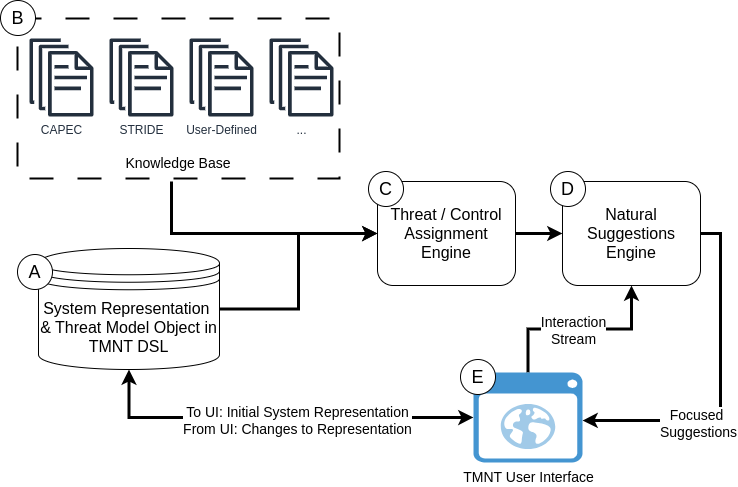 B
CAPEC
STRIDE
User-Defined
...
Knowledge Base
C
Threat / Control
Assignment
Engine
D
Natural
Suggestions
Engine
A
System Representation
& Threat Model Object in
TMNT DSL
Interaction
Stream
E
To UI: Initial System Representation
From UI: Changes to Representation
Focused
Suggestions
TMNT User Interface